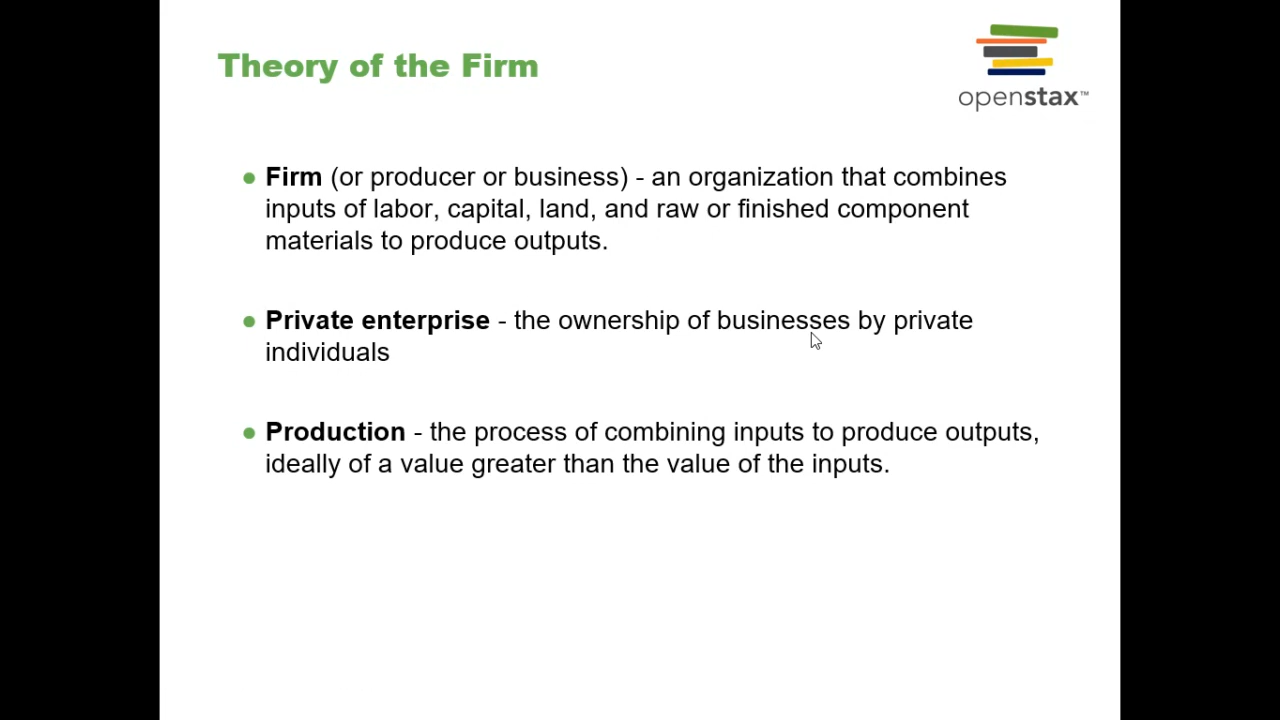 Theory of the Firm
openstax™
● Firm (or producer or business) - an organization that combines
inputs of labor, capital, land, and raw or finished component
materials to produce outputs.
● Private enterprise - the ownership of businesses by private
individuals
● Production - the process of combining inputs to produce outputs,
ideally of a value greater than the value of the inputs.